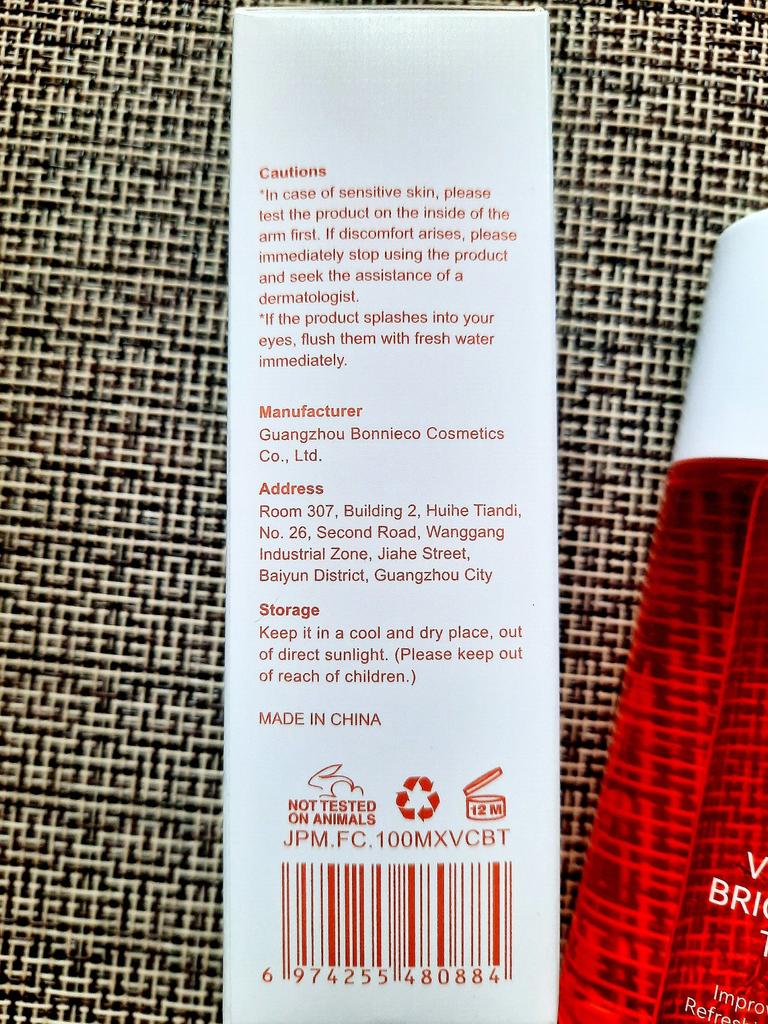 Cautions
*In case of sensitive skin, please
test the product on the inside of the
arm first. If discomfort arises, please
immediately stop using the product
and seek the assistance of a
dermatologist.
*If the product splashes into your
eyes, flush them with fresh water
immediately.
Manufacturer
Guangzhou Bonnieco Cosmetics
Co., Ltd.
Address
Room 307, Building 2, Huihe Tiandi,
No. 26, Second Road, Wanggang
Industrial Zone, Jiahe Street,
Baiyun District, Guangzhou City
Storage
Keep it in a cool and dry place, out
of direct sunlight. (Please keep out
of reach of children.)
MADE IN CHINA
NOT TESTED
ON ANIMALS
12 M
JPM.FC.100MXVCBT
6 974255 480884